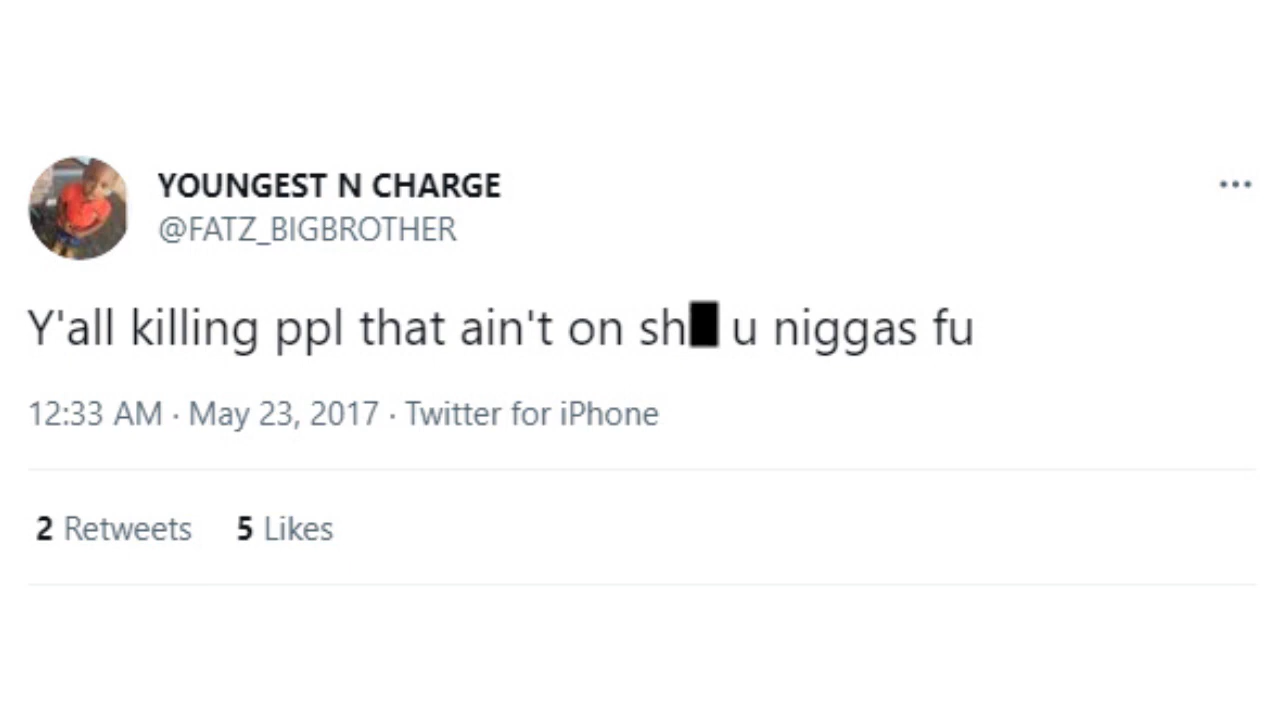 YOUNGEST N CHARGE
@FATZ_BIGBROTHER
Y'all killing ppl that ain't on sh█ u niggas fu
12:33 AM · May 23, 2017 · Twitter for iPhone
2 Retweets 5 Likes